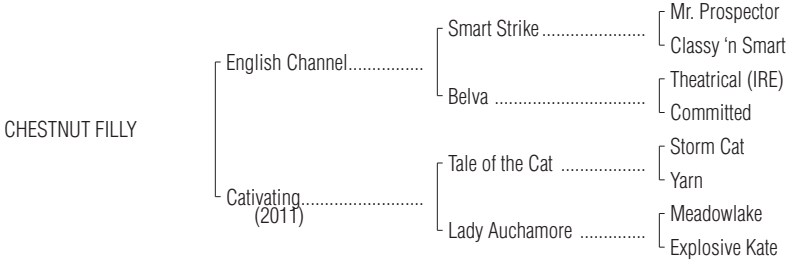 Mr. Prospector
Smart Strike......................
Classy ‘n Smart
English Channel................
Theatrical (IRE)
Belva ................................
Committed
CHESTNUT FILLY
Storm Cat
Tale of the Cat ..................
Yarn
Cativating..........................
(2011)
Meadowlake
Lady Auchamore ..............
Explosive Kate